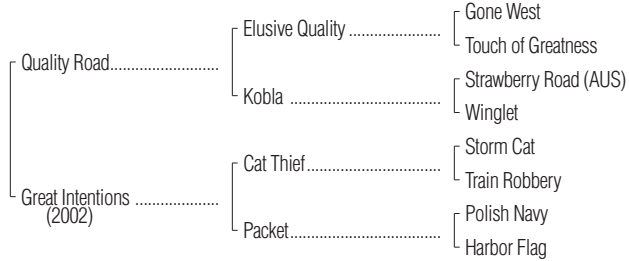 Gone West
Elusive Quality ....................
Touch of Greatness
Quality Road........................
Strawberry Road (AUS)
Kobla .................................
Winglet
Storm Cat
Cat Thief.............................
Train Robbery
Great Intentions ..................
(2002)
Polish Navy
Packet.................................
Harbor Flag